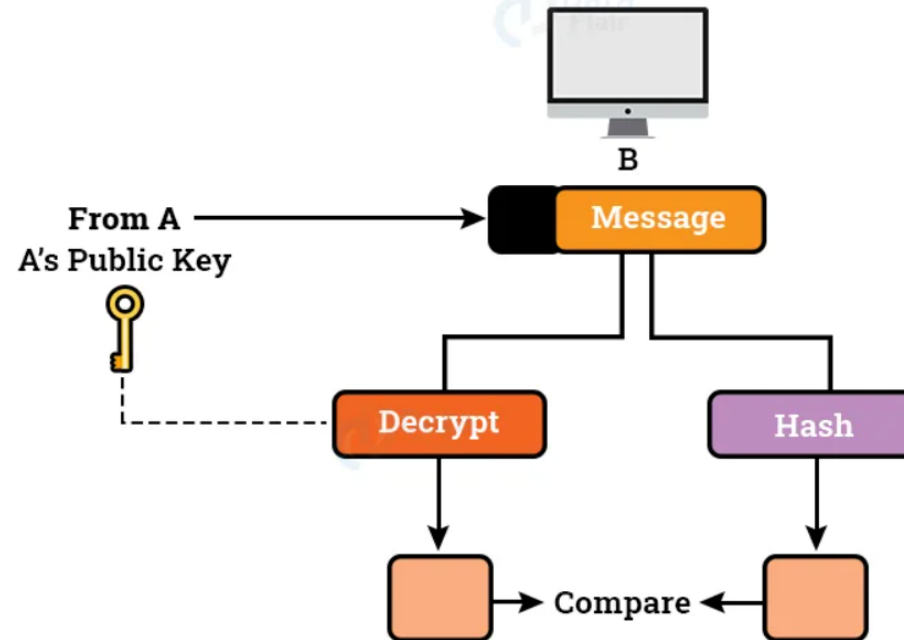 B
From A
Message
A's Public Key
Decrypt
Hash
Compare